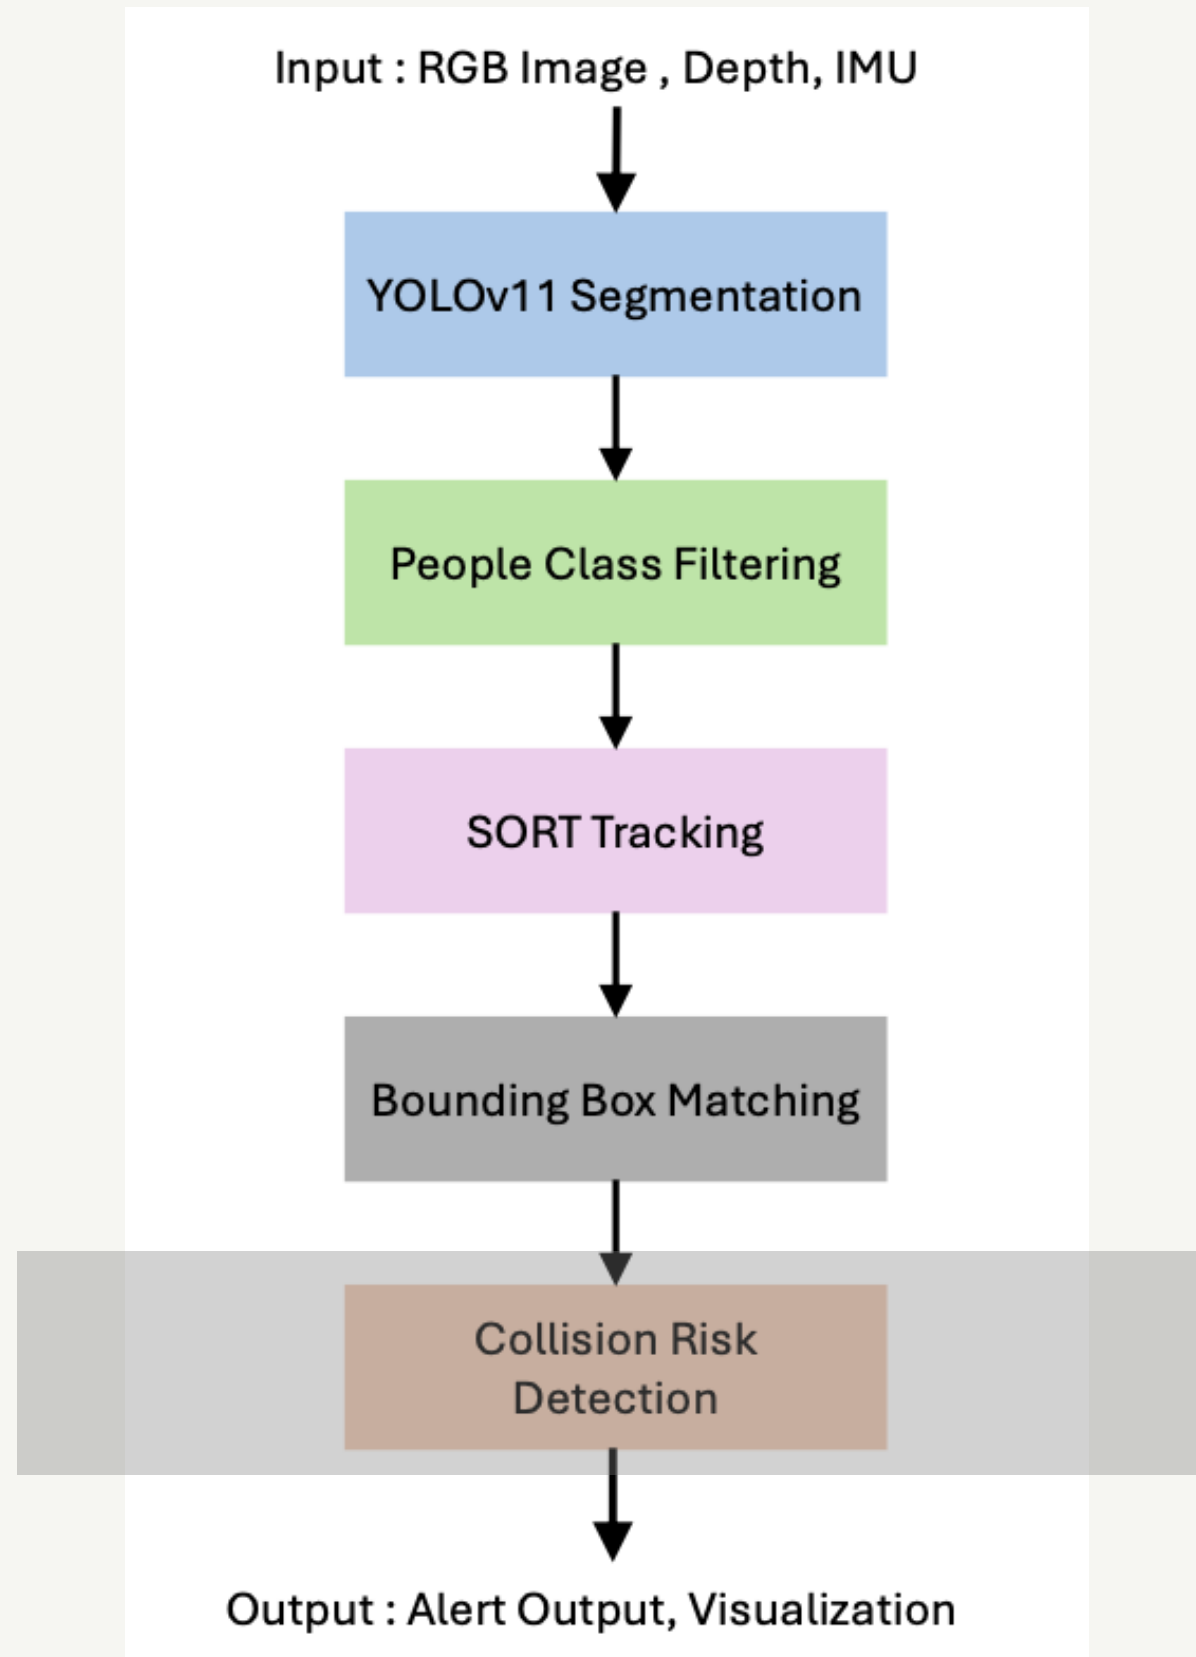 Input : RGB Image , Depth, IMU
YOLOv11 Segmentation
People Class Filtering
SORT Tracking
Bounding Box Matching
Collision Risk
Detection
Output : Alert Output, Visualization